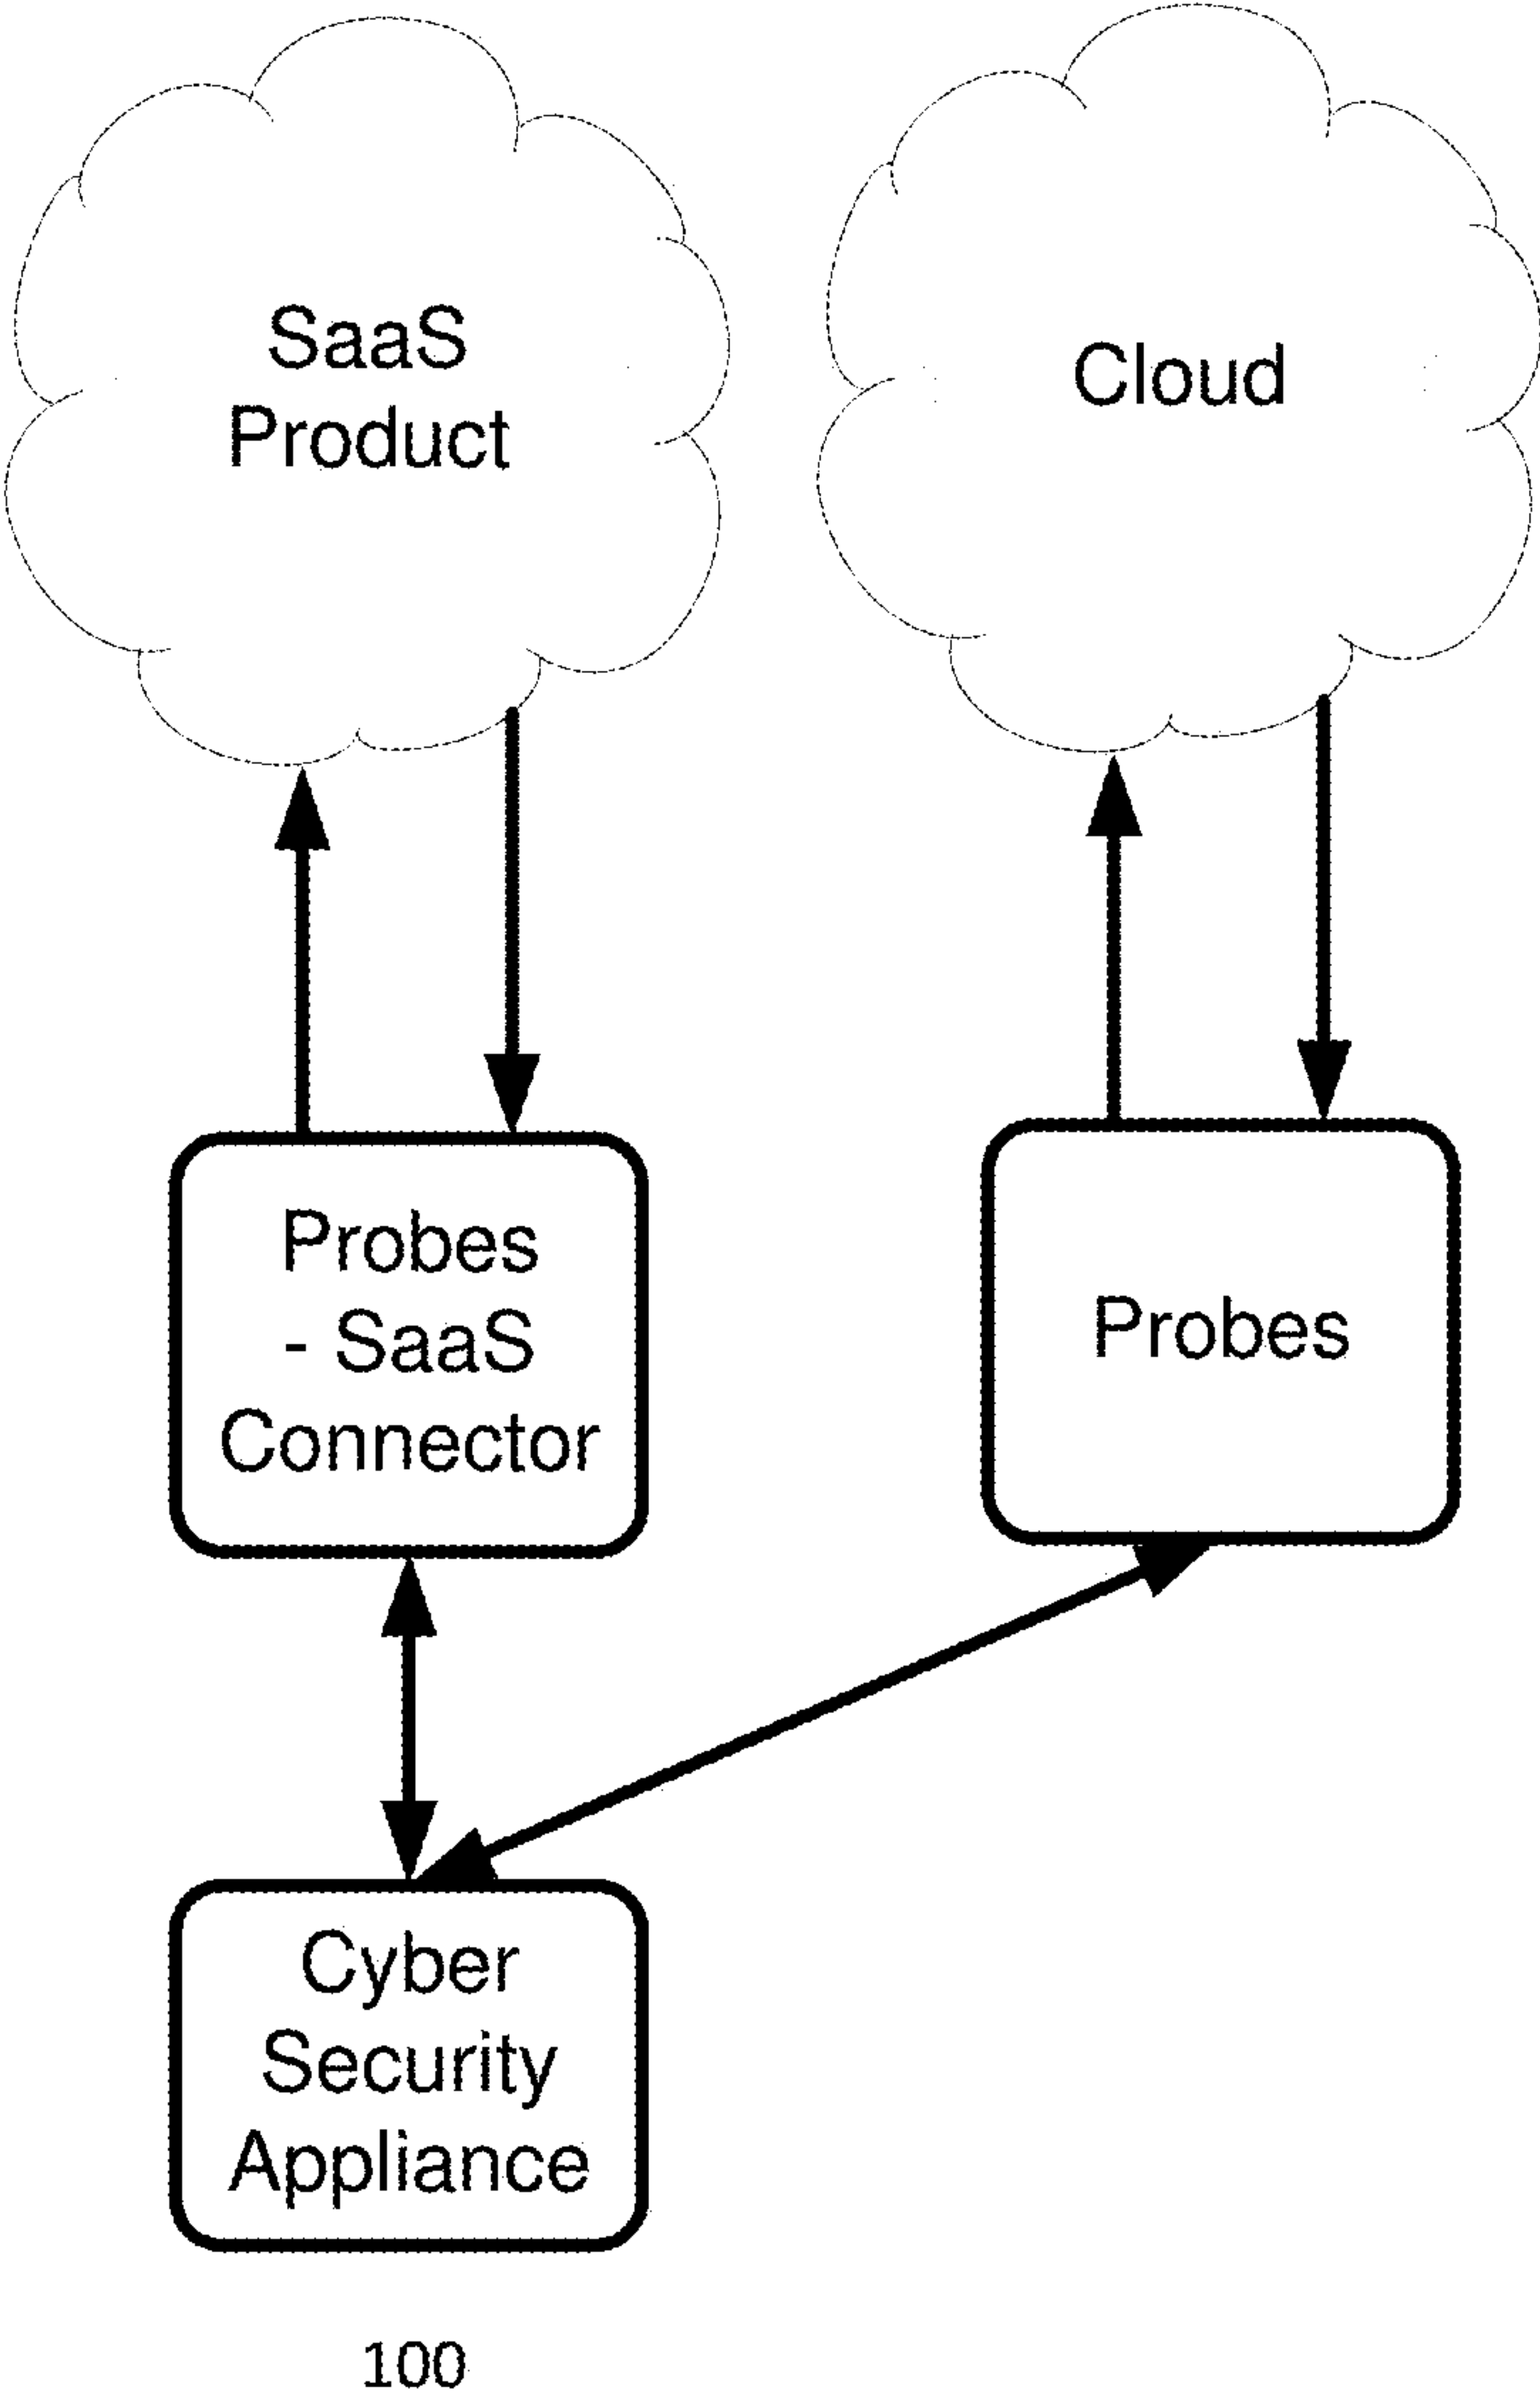 SaaS
Product
Cloud
Probes
- SaaS
Connector
Probes
Cyber
Security
Appliance
100